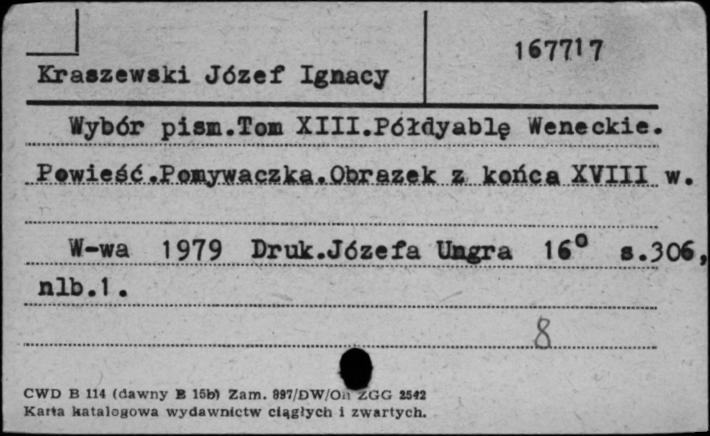 167717
Kraszewski Józef Ignacy
Wybór pism.Tom XIII.Półdyablę Weneckie.
Powieść.Pomywaczka.Obrazek z końca XVIII w.
W-wa 1979 Druk.Józefa Ungra 16° s.306,
nlb.1.
8
CWD B 114 (dawny B 15b) Zam. 897/DW/On ZGG 2542
Karta katalogowa wydawnictw ciągłych i zwartych.